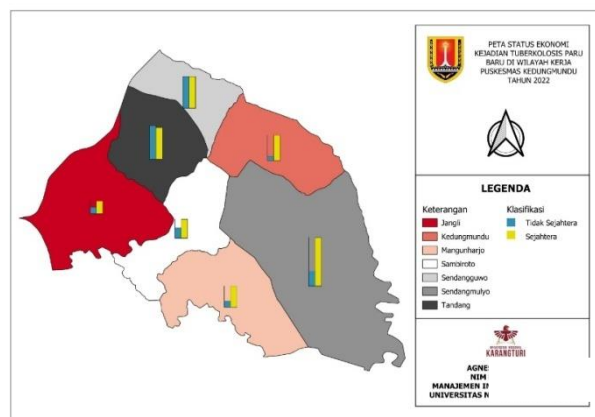 PETA STATUS EKONOMI
KEJADIAN TUBERKOLOSIS PARU
BARU DI WILAYAH KERJA
PUSKESMAS KEDUNGMUNDU
TAHUN 2022
LEGENDA
Keterangan
Jangli
Kedungmundu
Mangunharjo
Sambiroto
Sendangguwo
Sendangmulyo
Tandang
Klasifikasi
Tidak Sejahtera
Sejahtera
KARANGTURI
AGNE
NIM
MANAJEMEN IN
UNIVERSITAS N